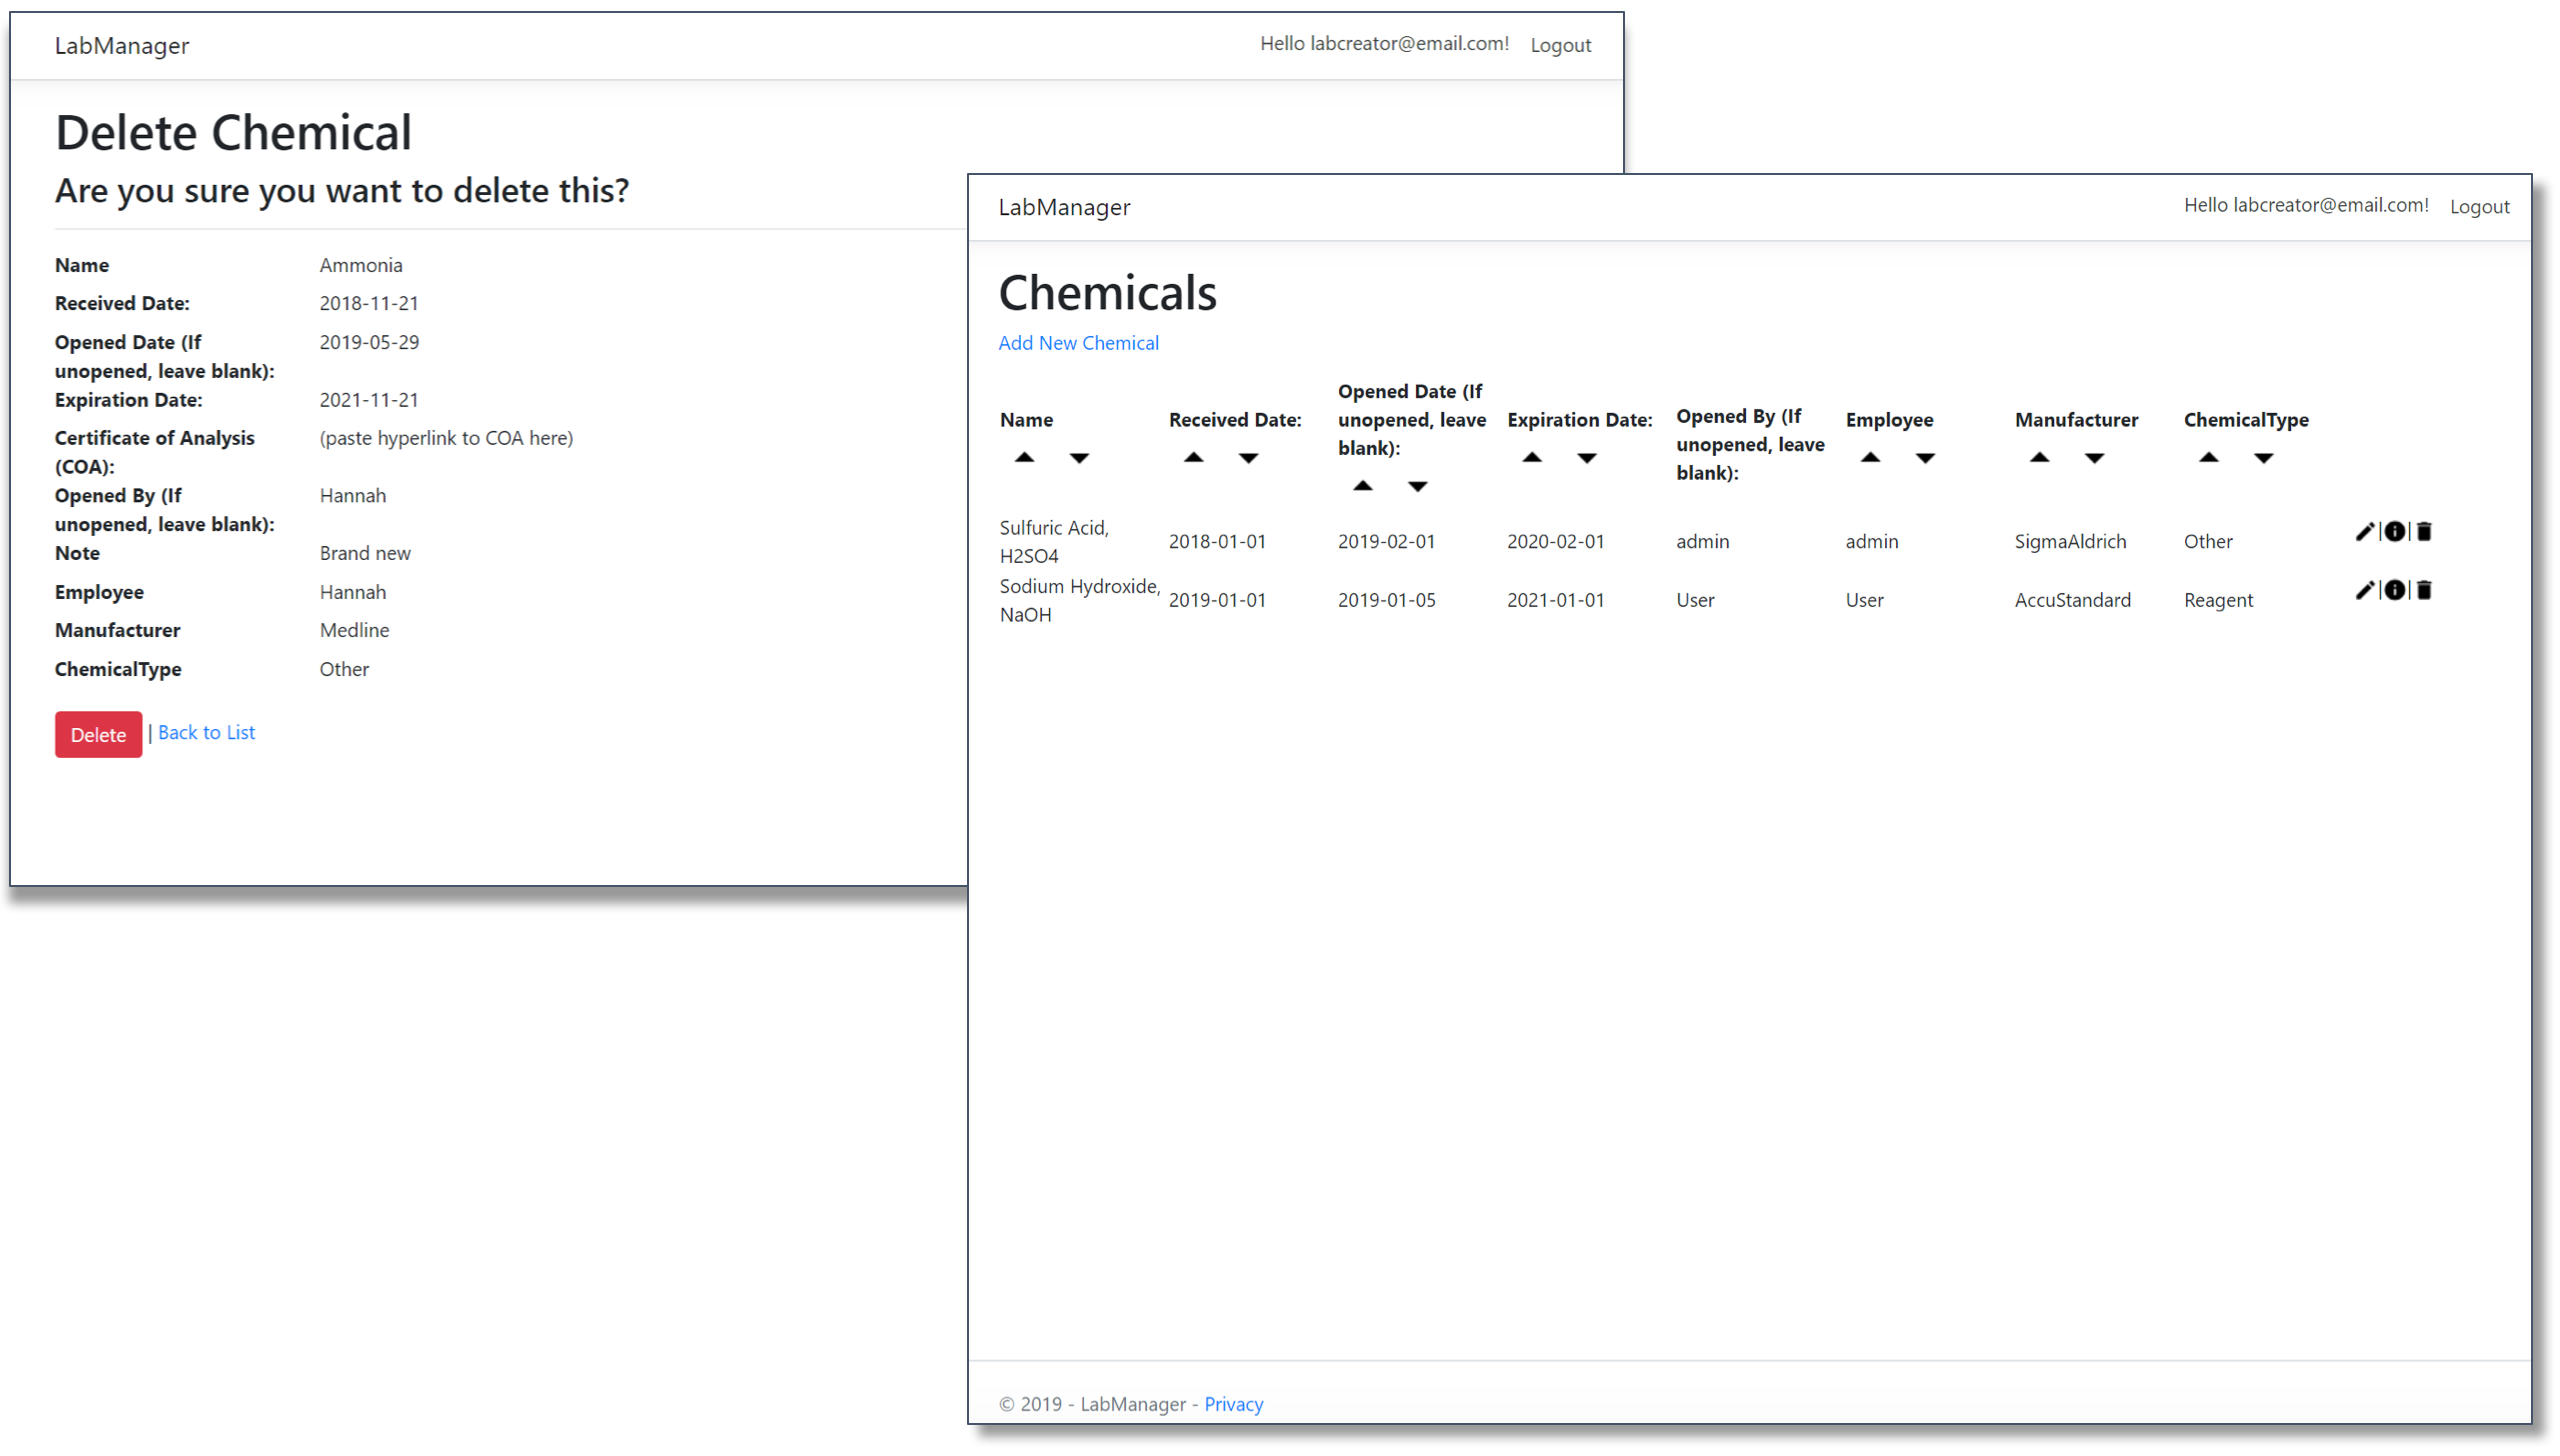 LabManager
Hello labcreator@email.com! Logout
Delete Chemical
Are you sure you want to delete this?
Name Ammonia
Received Date: 2018-11-21
Opened Date (If 2019-05-29
unopened, leave blank):
Expiration Date: 2021-11-21
Certificate of Analysis (paste hyperlink to COA here)
(COA):
Opened By (If Hannah
unopened, leave blank):
Note Brand new
Employee Hannah
Manufacturer Medline
ChemicalType Other
Delete | Back to List
LabManager
Hello labcreator@email.com! Logout
Chemicals
Add New Chemical
Name
Received Date:
Opened Date (If
unopened, leave
blank):
Expiration Date:
Opened By (If
unopened, leave
blank):
Employee
Manufacturer
ChemicalType
Sulfuric Acid,
H2SO4
2018-01-01 2019-02-01 2020-02-01 admin admin SigmaAldrich Other
Sodium Hydroxide,
NaOH
2019-01-01 2019-01-05 2021-01-01 User User AccuStandard Reagent
© 2019 - LabManager - Privacy